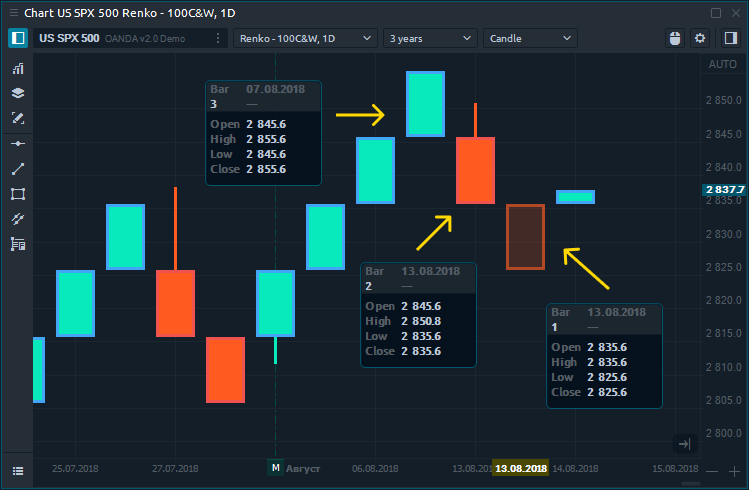 Chart US SPX 500 Renko - 100C&W, 1D
US SPX 500 OANDA v2.0 Demo
Renko - 100C&W, 1D
3 years
Candle
AUTO
Bar 07.08.2018
3 —
Open 2 845.6
High 2 855.6
Low 2 845.6
Close 2 855.6
Bar 13.08.2018
2 —
Open 2 845.6
High 2 850.8
Low 2 835.6
Close 2 835.6
Bar 13.08.2018
1 —
Open 2 835.6
High 2 835.6
Low 2 825.6
Close 2 825.6
2 850.0
2 845.0
2 840.0
2 837.7
2 835.0
2 830.0
2 825.0
2 820.0
2 815.0
2 810.0
2 805.0
2 800.0
25.07.2018 27.07.2018 M Август 06.08.2018 13.08.201 13.08.2018 14.08.2018 15.08.2018